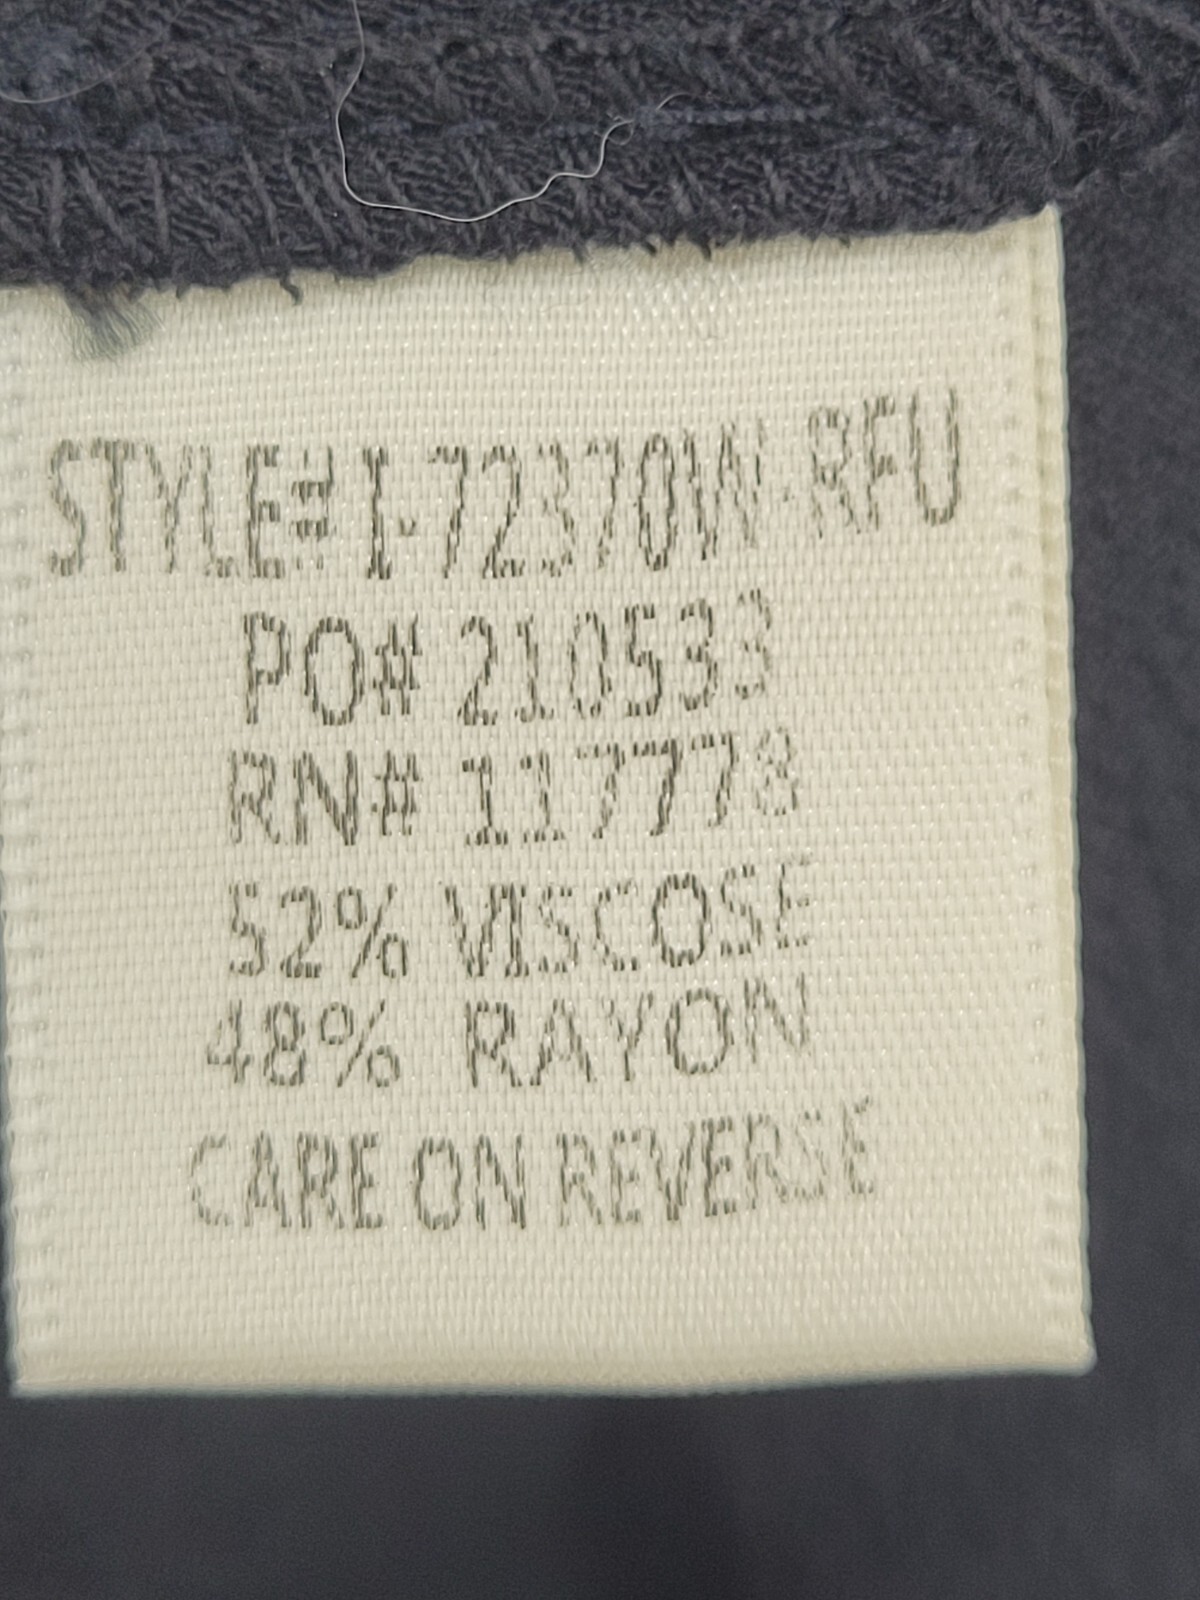 STYLE# I-72370W-RFU
PO# 210533
RN# 117778
52% VISCOSE
48% RAYON
CARE ON REVERSE